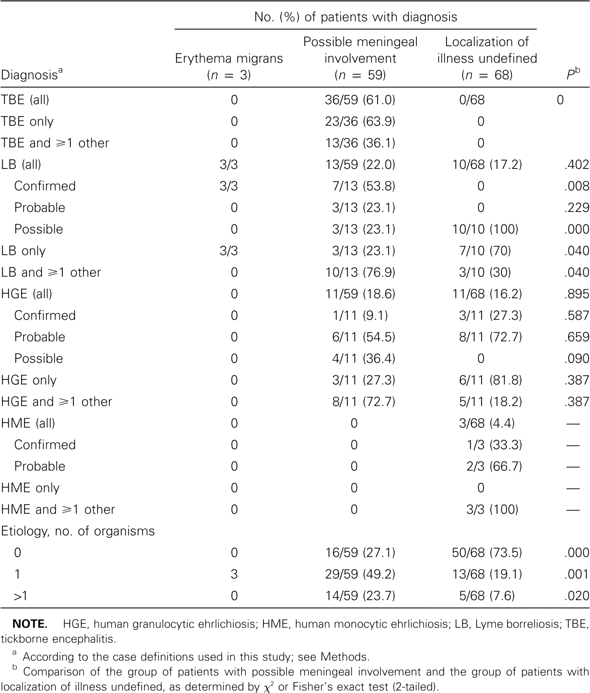 No. (%) of patients with diagnosis
Possible meningeal Localization of
Erythema migrans involvement illness undefined
Diagnosisᵃ (n = 3) (n = 59) (n = 68) Pᵇ
TBE (all) 0 36/59 (61.0) 0/68 0
TBE only 0 23/36 (63.9) 0
TBE and ⩾1 other 0 13/36 (36.1) 0
LB (all) 3/3 13/59 (22.0) 10/68 (17.2) .402
Confirmed 3/3 7/13 (53.8) 0 .008
Probable 0 3/13 (23.1) 0 .229
Possible 0 3/13 (23.1) 10/10 (100) .000
LB only 3/3 3/13 (23.1) 7/10 (70) .040
LB and ⩾1 other 0 10/13 (76.9) 3/10 (30) .040
HGE (all) 0 11/59 (18.6) 11/68 (16.2) .895
Confirmed 0 1/11 (9.1) 3/11 (27.3) .587
Probable 0 6/11 (54.5) 8/11 (72.7) .659
Possible 0 4/11 (36.4) 0 .090
HGE only 0 3/11 (27.3) 6/11 (81.8) .387
HGE and ⩾1 other 0 8/11 (72.7) 5/11 (18.2) .387
HME (all) 0 0 3/68 (4.4) —
Confirmed 0 0 1/3 (33.3) —
Probable 0 0 2/3 (66.7) —
HME only 0 0 0 —
HME and ⩾1 other 0 0 3/3 (100) —
Etiology, no. of organisms
0 0 16/59 (27.1) 50/68 (73.5) .000
1 3 29/59 (49.2) 13/68 (19.1) .001
>1 0 14/59 (23.7) 5/68 (7.6) .020
NOTE. HGE, human granulocytic ehrlichiosis; HME, human monocytic ehrlichiosis; LB, Lyme borreliosis; TBE,
tickborne encephalitis.
ᵃ According to the case definitions used in this study; see Methods.
ᵇ Comparison of the group of patients with possible meningeal involvement and the group of patients with
localization of illness undefined, as determined by χ² or Fisher's exact test (2-tailed).